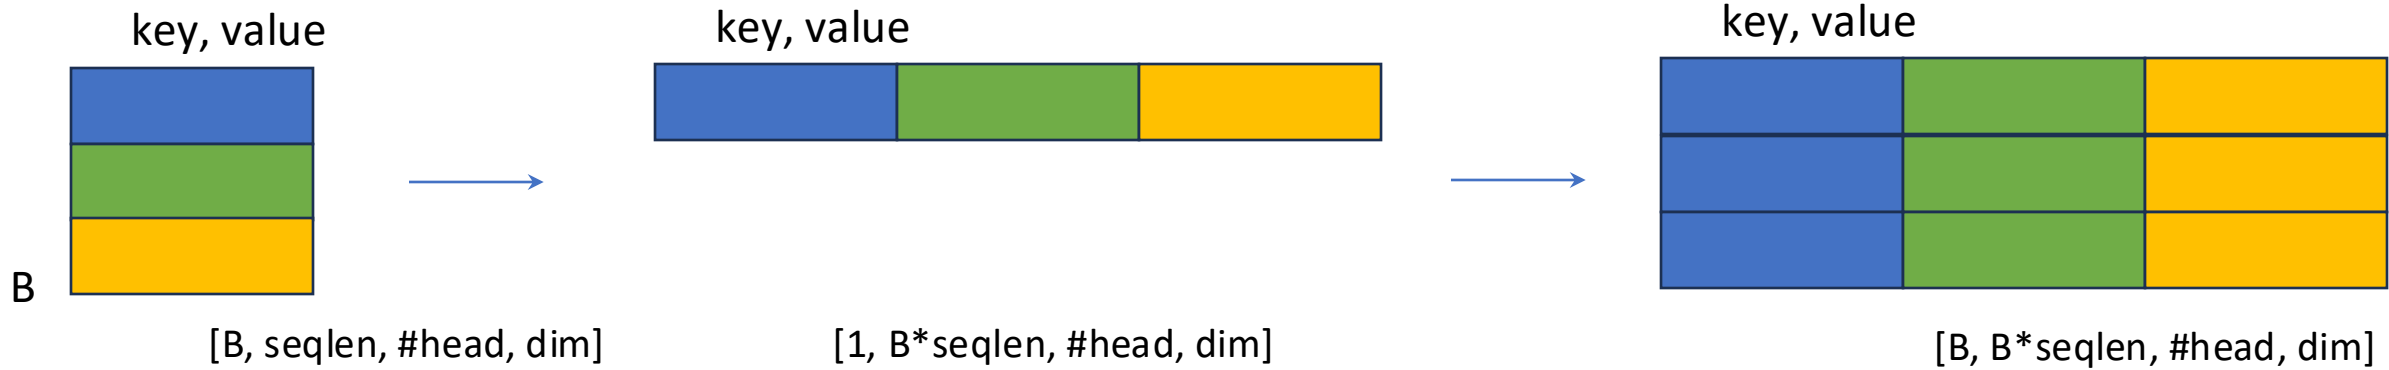 key, value
key, value
key, value
B
[B, seqlen, #head, dim]
[1, B*seqlen, #head, dim]
[B, B*seqlen, #head, dim]